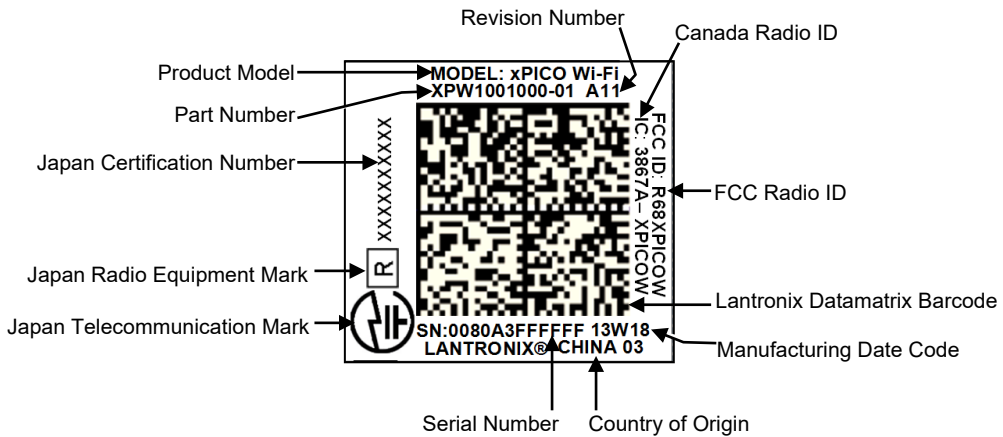 Revision Number
Canada Radio ID
Product Model
MODEL: xPICO Wi-Fi
Part Number
XPW1001000-01 A11
Japan Certification Number
XXXXXXXXXXX
FCC ID: R68XPICOW
IC: 3867A– XPICOW
FCC Radio ID
Japan Radio Equipment Mark
R
Lantronix Datamatrix Barcode
Japan Telecommunication Mark
SN:0080A3FFFFFF 13W18
LANTRONIX® CHINA 03
Manufacturing Date Code
Serial Number
Country of Origin